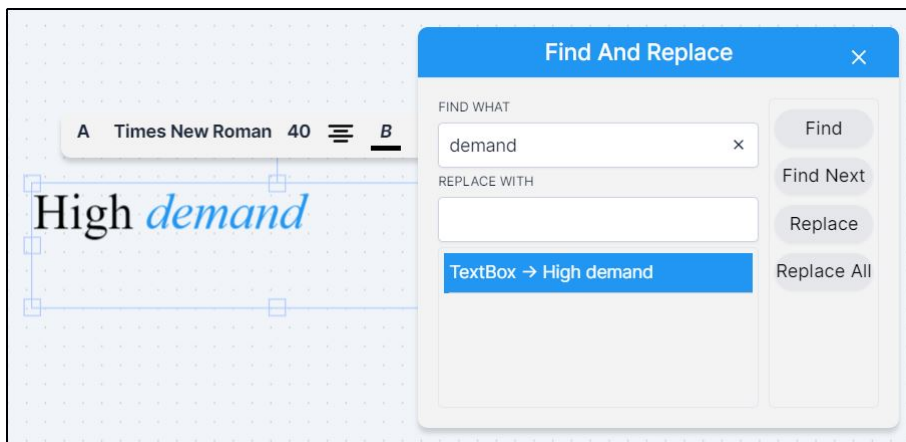 Find And Replace
A Times New Roman 40 B
FIND WHAT
demand
REPLACE WITH
TextBox → High demand
Find
Find Next
Replace
Replace All
High demand